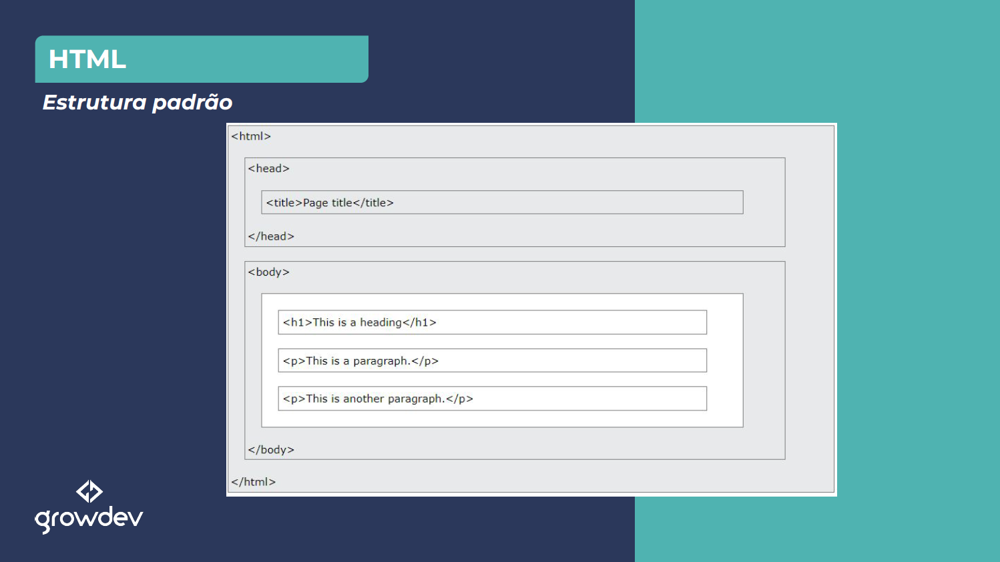 HTML
Estrutura padrão
<html>
<head>
<title>Page title</title>
</head>
<body>
<h1>This is a heading</h1>
<p>This is a paragraph.</p>
<p>This is another paragraph.</p>
</body>
</html>
growdev